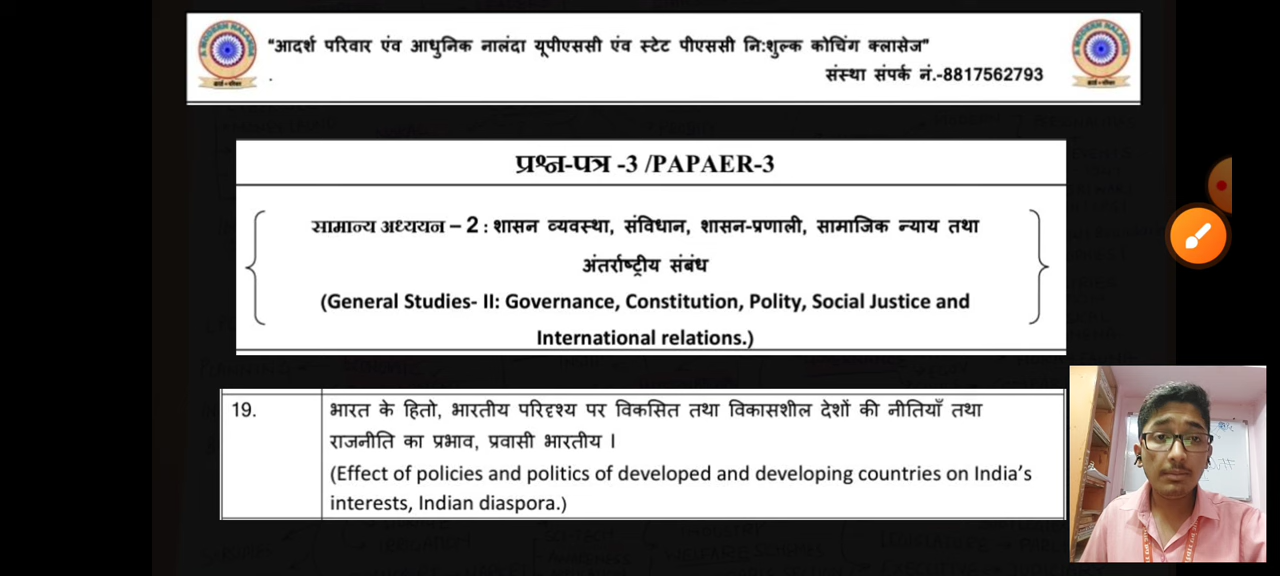 "आदर्श परिवार एंव आधुनिक नालंदा यूपीएससी एंव स्टेट पीएससी नि:शुल्क कोचिंग क्लासेज"
संस्था संपर्क नं.-8817562793
प्रश्न-पत्र -3 /PAPAER-3
सामान्य अध्ययन – 2 : शासन व्यवस्था, संविधान, शासन-प्रणाली, सामाजिक न्याय तथा
अंतर्राष्ट्रीय संबंध
(General Studies- II: Governance, Constitution, Polity, Social Justice and
International relations.)
19.
भारत के हितो, भारतीय परिदृश्य पर विकसित तथा विकासशील देशों की नीतियाँ तथा
राजनीति का प्रभाव, प्रवासी भारतीय ।
(Effect of policies and politics of developed and developing countries on India's
interests, Indian diaspora.)